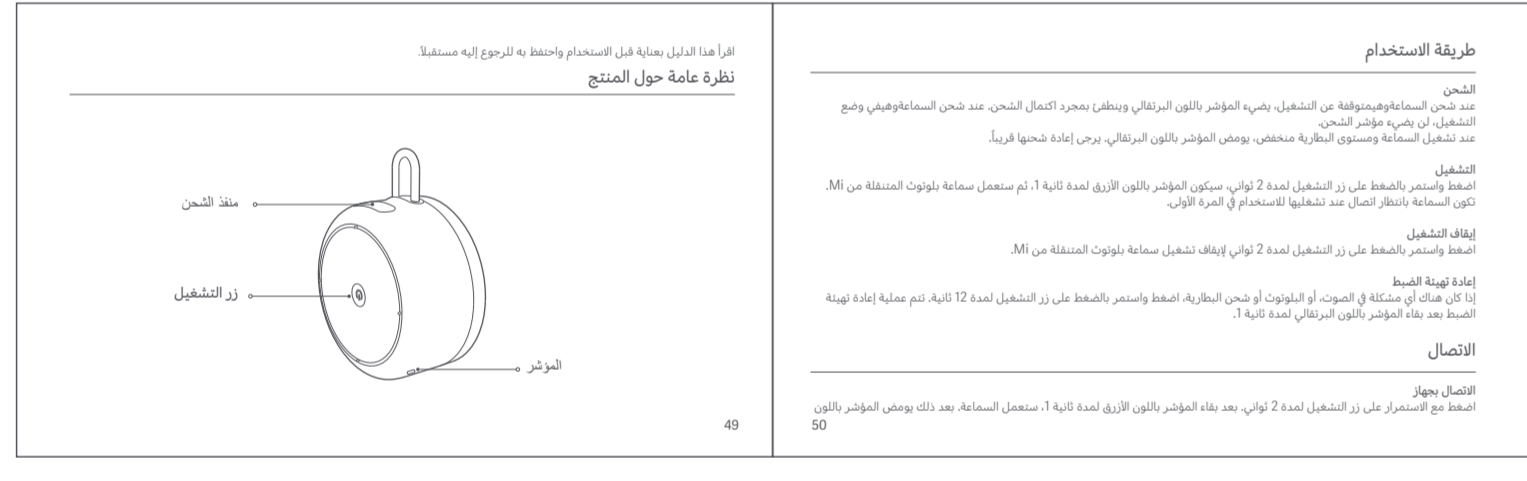 اقرأ هذا الدليل بعناية قبل الاستخدام واحتفظ به للرجوع إليه مستقبلاً.
نظرة عامة حول المنتج
منفذ الشحن
زر التشغيل
المؤشر
49
طريقة الاستخدام
الشحن
عند شحن السماعةوهيمتوقفة عن التشغيل، يضيء المؤشر باللون البرتقالي وينطفئ بمجرد اكتمال الشحن. عند شحن السماعةوهيفي وضع
التشغيل، لن يضيء مؤشر الشحن.
عند تشغيل السماعة ومستوى البطارية منخفض، يومض المؤشر باللون البرتقالي. يرجى إعادة شحنها قريباً.
التشغيل
اضغط واستمر بالضغط على زر التشغيل لمدة 2 ثواني، سيكون المؤشر باللون الأزرق لمدة ثانية 1، ثم ستعمل سماعة بلوتوث المتنقلة من Mi.
تكون السماعة بانتظار اتصال عند تشغليها للاستخدام في المرة الأولى.
إيقاف التشغيل
اضغط واستمر بالضغط على زر التشغيل لمدة 2 ثواني لإيقاف تشغيل سماعة بلوتوث المتنقلة من Mi.
إعادة تهيئة الضبط
إذا كان هناك أي مشكلة في الصوت، أو البلوتوث أو شحن البطارية، اضغط واستمر بالضغط على زر التشغيل لمدة 12 ثانية. تتم عملية إعادة تهيئة
الضبط بعد بقاء المؤشر باللون البرتقالي لمدة ثانية 1.
الاتصال
الاتصال بجهاز
اضغط مع الاستمرار على زر التشغيل لمدة 2 ثواني. بعد بقاء المؤشر باللون الأزرق لمدة ثانية 1، ستعمل السماعة. بعد ذلك يومض المؤشر باللون
50